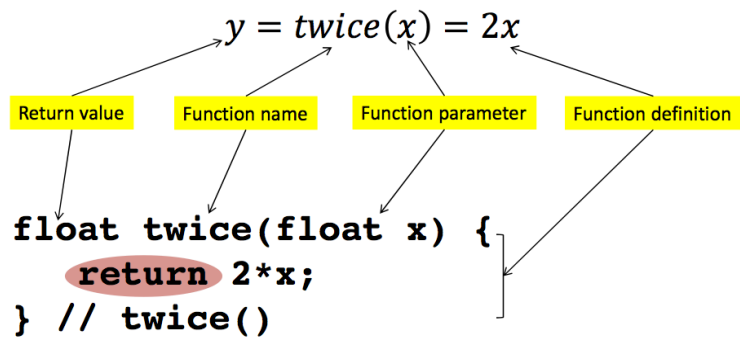 y = twice(x) = 2x
Return value Function name Function parameter Function definition
float twice(float x) {
return 2*x;
} // twice()